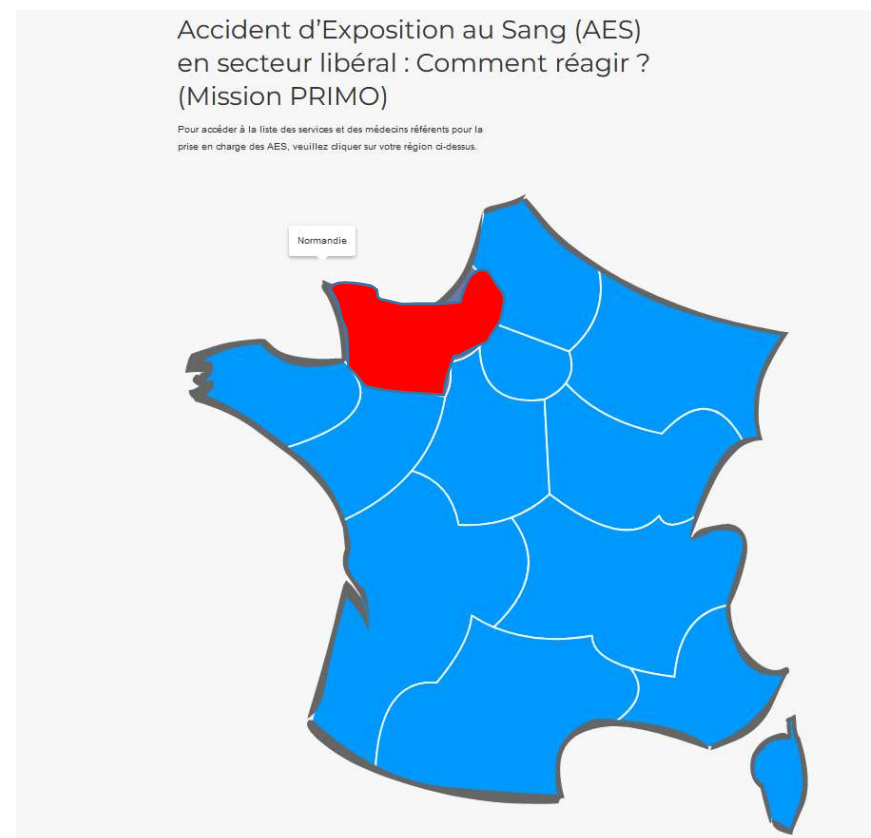 Accident d’Exposition au Sang (AES)
en secteur libéral : Comment réagir ?
(Mission PRIMO)
Pour accéder à la liste des services et des médecins référents pour la
prise en charge des AES, veuillez cliquer sur votre région ci-dessus.
Normandie